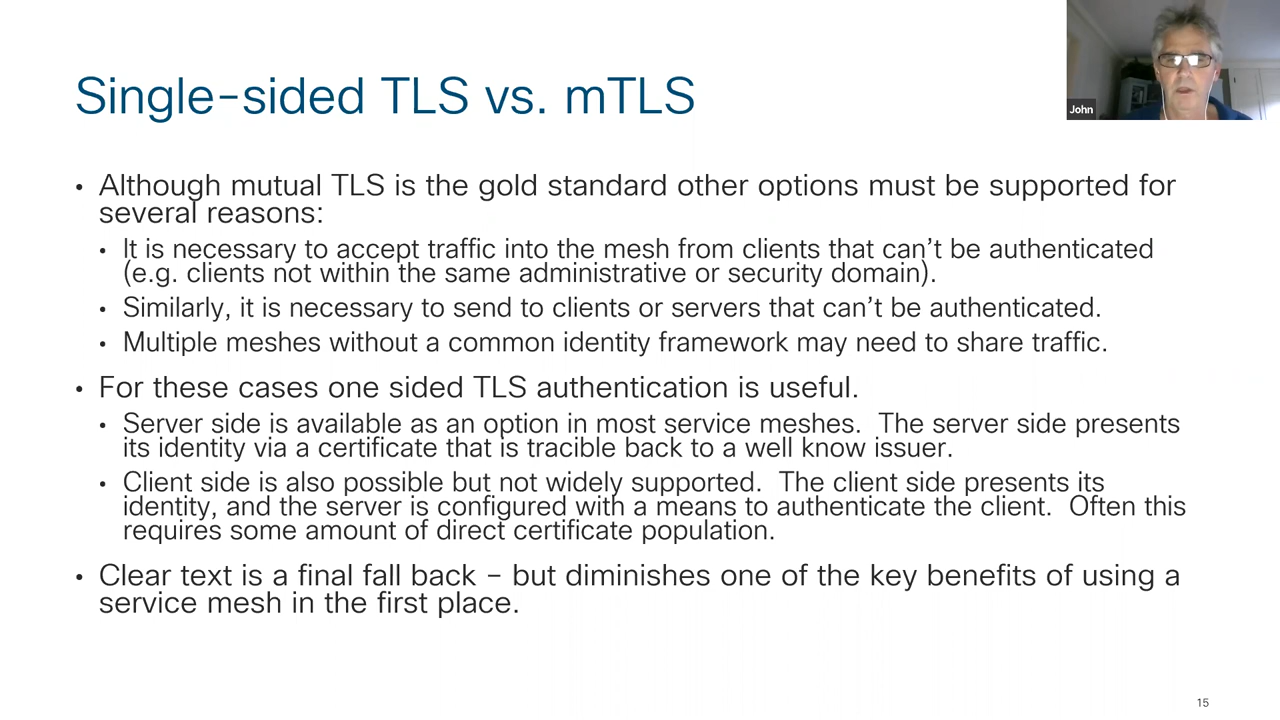 Single-sided TLS vs. mTLS
John
• Although mutual TLS is the gold standard other options must be supported for
several reasons:
• It is necessary to accept traffic into the mesh from clients that can't be authenticated
(e.g. clients not within the same administrative or security domain).
• Similarly, it is necessary to send to clients or servers that can't be authenticated.
• Multiple meshes without a common identity framework may need to share traffic.
• For these cases one sided TLS authentication is useful.
• Server side is available as an option in most service meshes.  The server side presents
its identity via a certificate that is tracible back to a well know issuer.
• Client side is also possible but not widely supported.  The client side presents its
identity, and the server is configured with a means to authenticate the client.  Often this
requires some amount of direct certificate population.
• Clear text is a final fall back – but diminishes one of the key benefits of using a
service mesh in the first place.
15